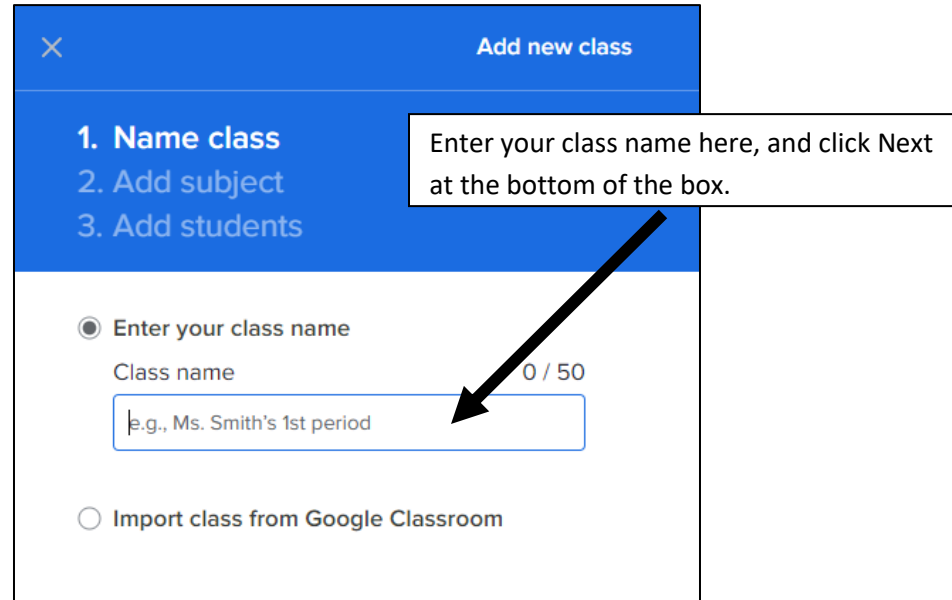 Add new class
1. Name class
2. Add subject
3. Add students
Enter your class name here, and click Next
at the bottom of the box.
Enter your class name
Class name 0 / 50
e.g., Ms. Smith’s 1st period
Import class from Google Classroom